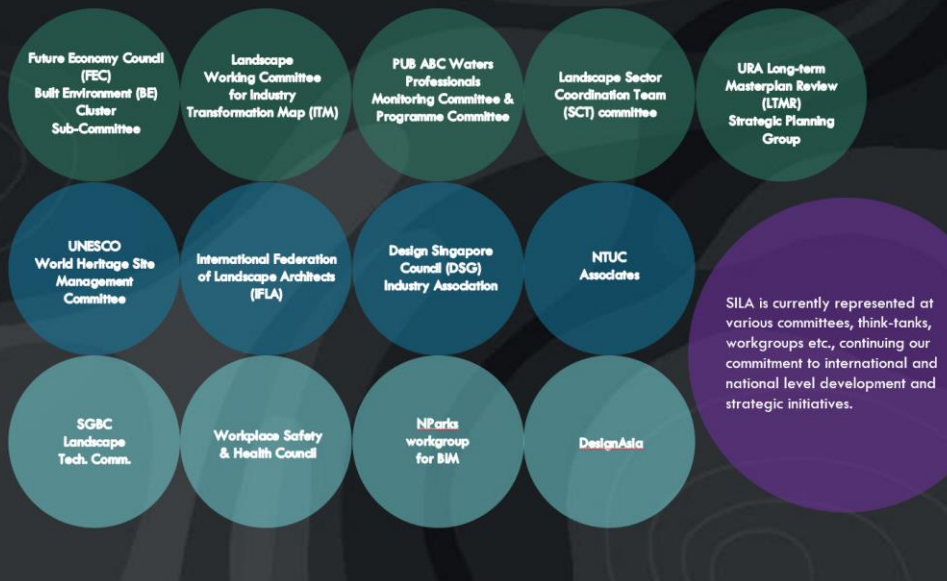 Future Economy Council
(FEC)
Built Environment (BE)
Cluster
Sub-Committee
Landscape
Working Committee
for Industry
Transformation Map (ITM)
PUB ABC Waters
Professionals
Monitoring Committee &
Programme Committee
Landscape Sector
Coordination Team
(SCT) committee
URA Long-term
Masterplan Review
(LTMR)
Strategic Planning
Group
UNESCO
World Heritage Site
Management
Committee
International Federation
of Landscape Architects
(IFLA)
Design Singapore
Council (DSG)
Industry Association
NTUC
Associates
SILA is currently represented at
various committees, think-tanks,
workgroups etc., continuing our
commitment to international and
national level development and
strategic initiatives.
SGBC
Landscape
Tech. Comm.
Workplace Safety
& Health Council
NParks
workgroup
for BIM
DesignAsia